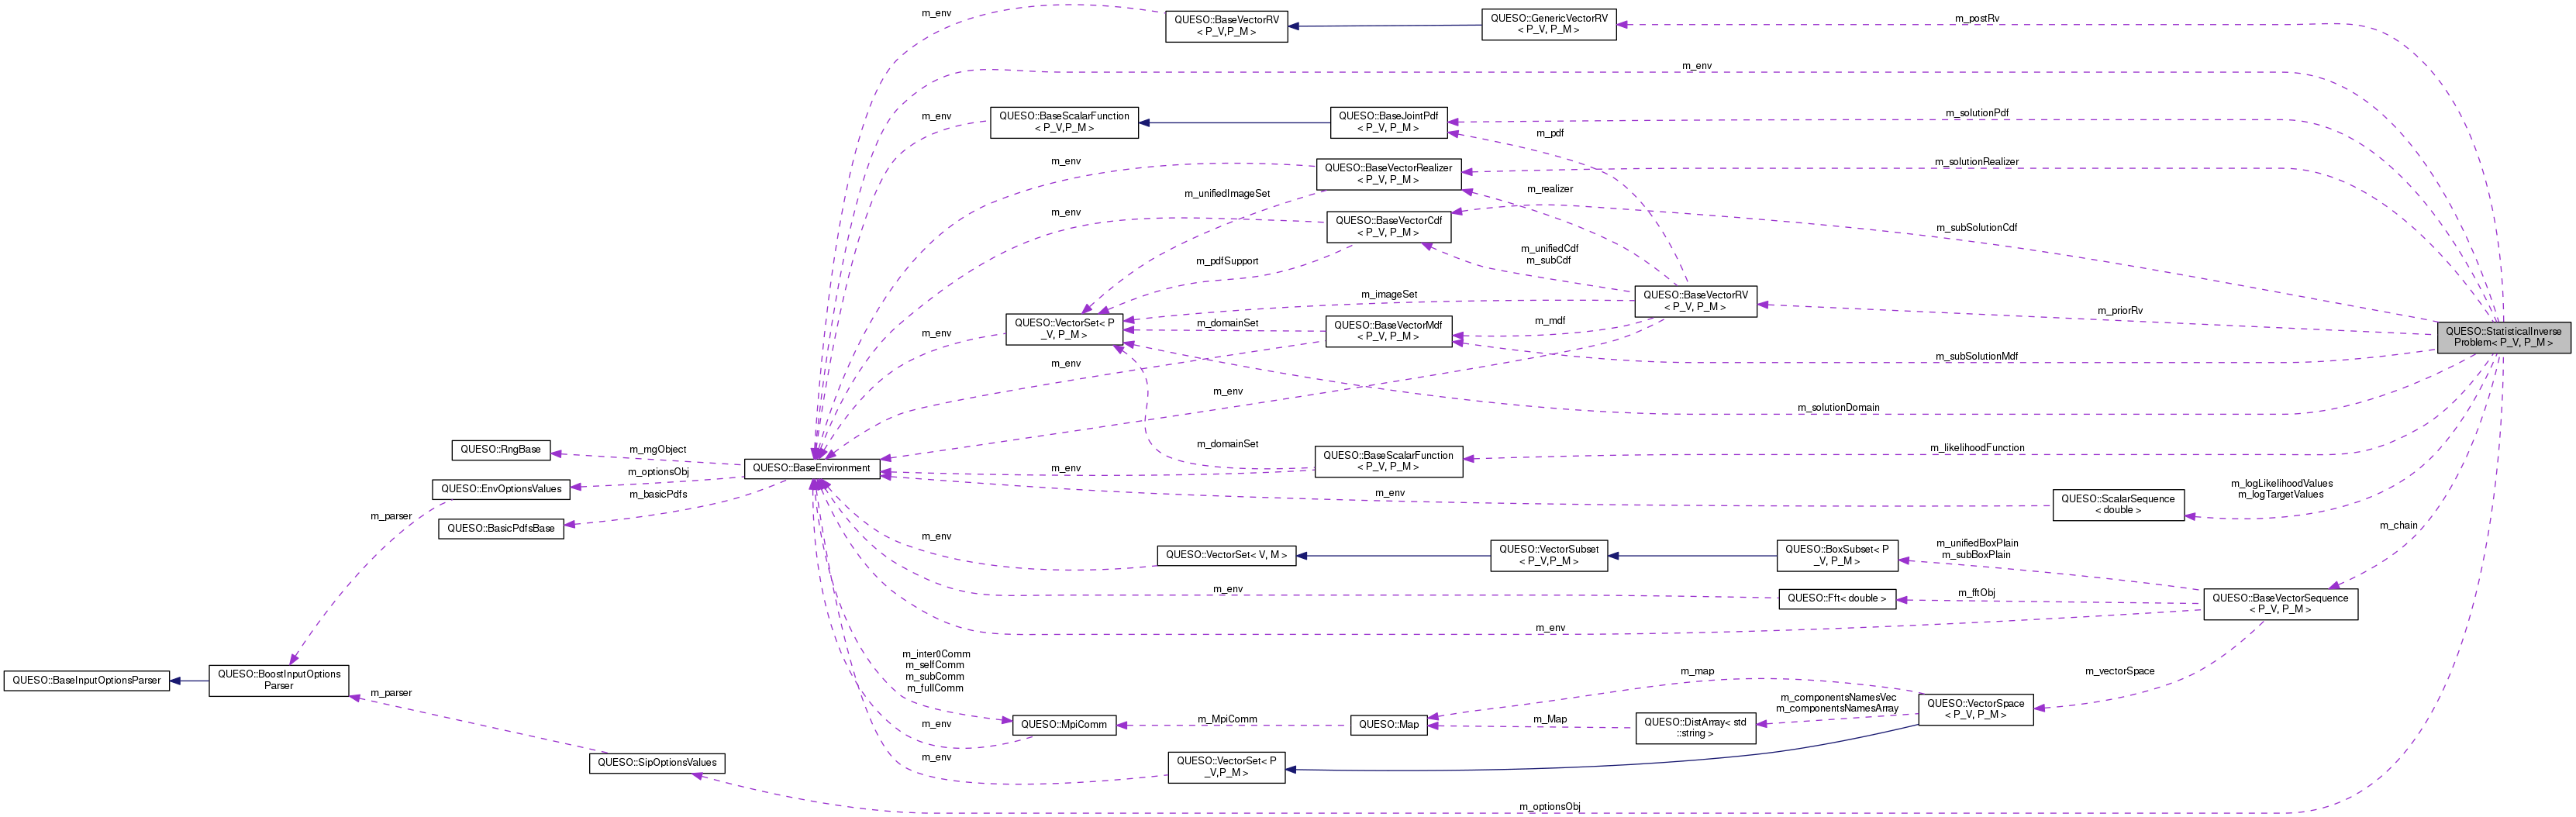 m_env
QUESO::BaseVectorRV
< P_V,P_M >
QUESO::GenericVectorRV
< P_V, P_M >
m_postRv
m_env
m_env
QUESO::BaseScalarFunction
< P_V,P_M >
QUESO::BaseJointPdf
< P_V, P_M >
m_solutionPdf
m_pdf
m_env
QUESO::BaseVectorRealizer
< P_V, P_M >
m_solutionRealizer
m_unifiedImageSet
m_realizer
m_env
QUESO::BaseVectorCdf
< P_V, P_M >
m_subSolutionCdf
m_unifiedCdf
m_subCdf
m_pdfSupport
m_imageSet
QUESO::BaseVectorRV
< P_V, P_M >
m_priorRv
m_env
QUESO::VectorSet< P
_V, P_M >
m_domainSet
QUESO::BaseVectorMdf
< P_V, P_M >
m_mdf
QUESO::StatisticalInverse
Problem< P_V, P_M >
m_subSolutionMdf
m_env
m_env
m_solutionDomain
m_domainSet
m_likelihoodFunction
QUESO::RngBase
m_rngObject
QUESO::BaseEnvironment
m_env
QUESO::BaseScalarFunction
< P_V, P_M >
m_optionsObj
QUESO::EnvOptionsValues
m_basicPdfs
m_env
QUESO::ScalarSequence
< double >
m_logLikelihoodValues
m_logTargetValues
m_parser
QUESO::BasicPdfsBase
m_chain
m_env
QUESO::VectorSet< V, M >
QUESO::VectorSubset
< P_V,P_M >
QUESO::BoxSubset< P
_V, P_M >
m_unifiedBoxPlain
m_subBoxPlain
m_env
QUESO::Fft< double >
m_fftObj
QUESO::BaseVectorSequence
< P_V, P_M >
m_env
m_inter0Comm
m_selfComm
m_subComm
m_fullComm
m_map
m_vectorSpace
QUESO::BaseInputOptionsParser
QUESO::BoostInputOptions
Parser
m_parser
m_componentsNamesVec
m_componentsNamesArray
QUESO::VectorSpace
< P_V, P_M >
m_env
QUESO::MpiComm
m_MpiComm
QUESO::Map
m_Map
QUESO::DistArray< std
::string >
QUESO::SipOptionsValues
m_env
QUESO::VectorSet< P
_V,P_M >
m_optionsObj